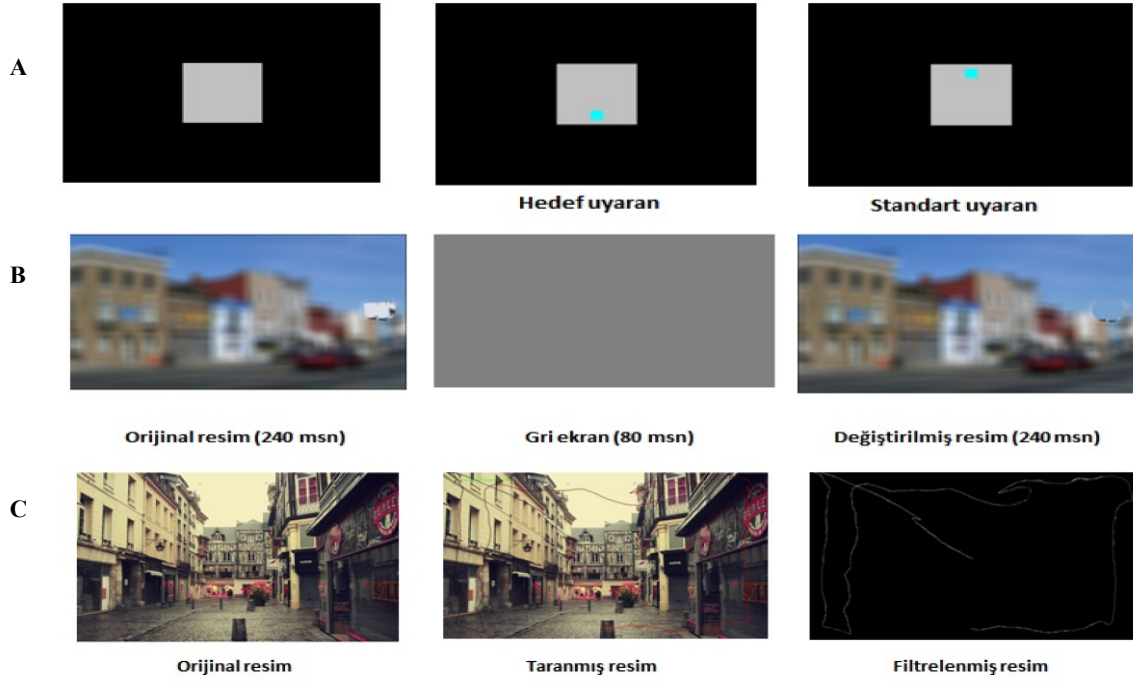 A
Hedef uyaran
Standart uyaran
B
Orijinal resim (240 msn)
Gri ekran (80 msn)
Değiştirilmiş resim (240 msn)
C
Orijinal resim
Taranmış resim
Filtrelenmiş resim